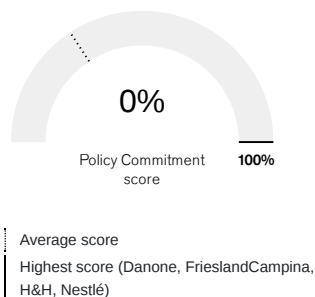 0%
Policy Commitment
score
100%
Average score
Highest score (Danone, FrieslandCampina,
H&H, Nestlé)